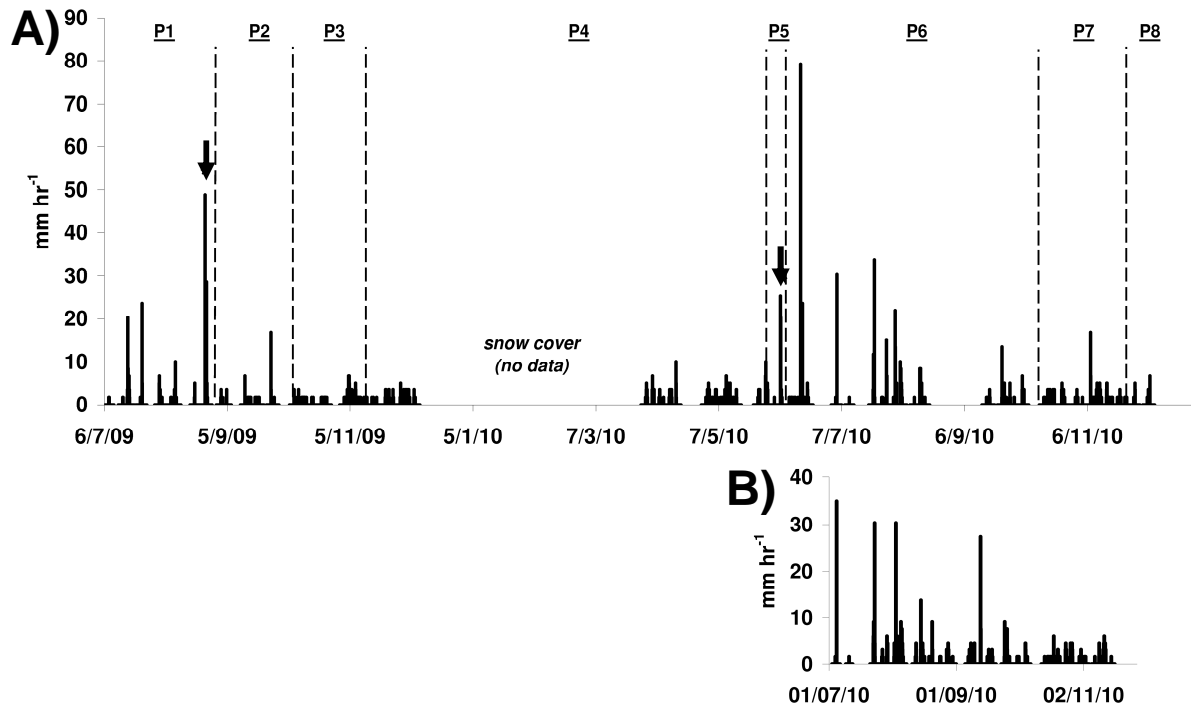 A)
P1 P2 P3 P4 P5 P6 P7 P8
90
80
70
60
50
40
30
20
10
0
mm hr-1
snow cover
(no data)
6/7/09 5/9/09 5/11/09 5/1/10 7/3/10 7/5/10 7/7/10 6/9/10 6/11/10
B)
40
30
20
10
0
mm hr-1
01/07/10 01/09/10 02/11/10